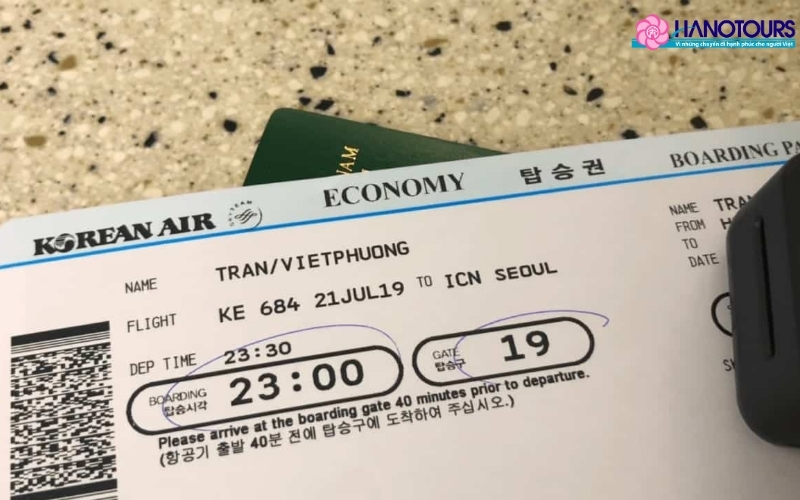 HANOTOURS
Vì những chuyến đi hạnh phúc cho người Việt
NAM
ECONOMY 탑승권 BOARDING PA
KOREAN AIR SKYTEAM
NAME TRAN/VIETPHUONG
FLIGHT KE 684 21JUL19 TO ICN SEOUL
DEP TIME 23:30
BOARDING 탑승시각 23:00
GATE 탑승구 19
Please arrive at the boarding gate 40 minutes prior to departure.
(항공기 출발 40분 전에 탑승구에 도착하여 주십시오.)
NAME TRA
FROM H
TO
DATE